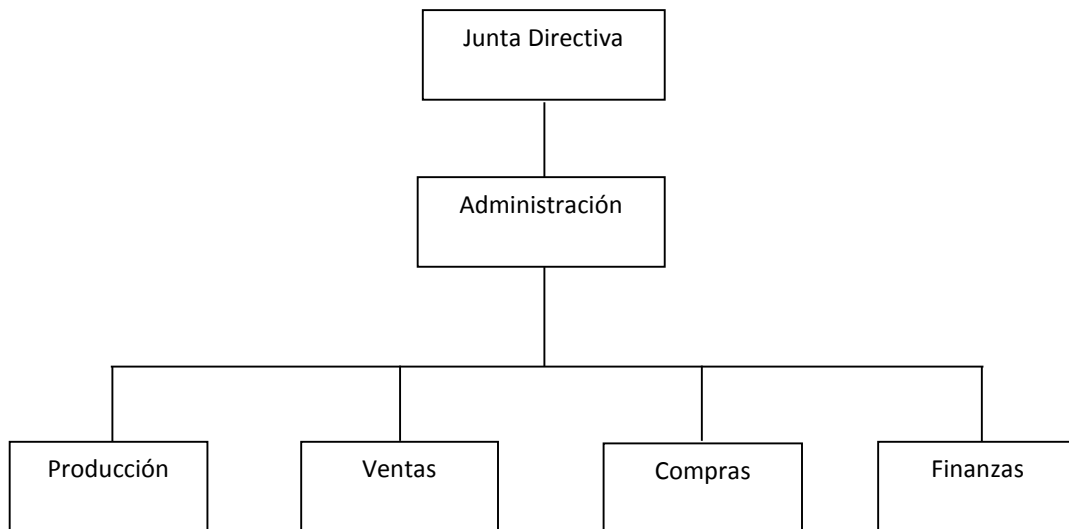 Junta Directiva
Administración
Producción
Ventas
Compras
Finanzas